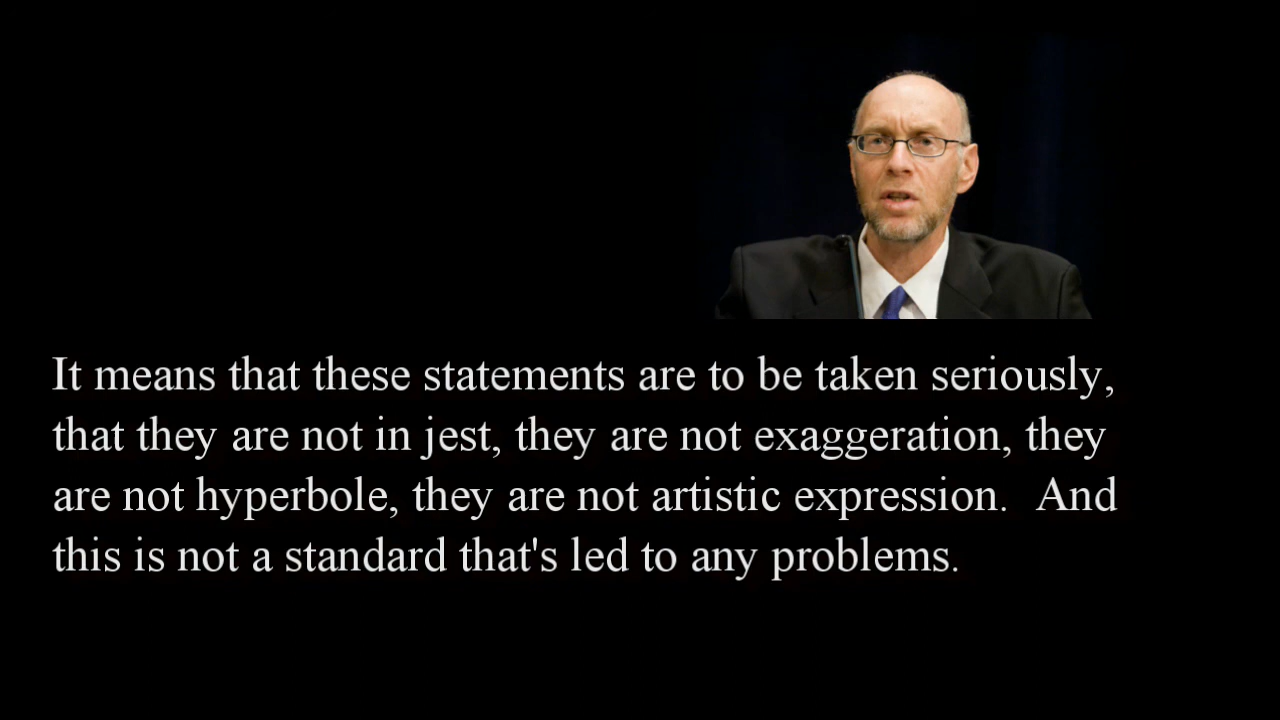 It means that these statements are to be taken seriously,
that they are not in jest, they are not exaggeration, they
are not hyperbole, they are not artistic expression.  And
this is not a standard that's led to any problems.